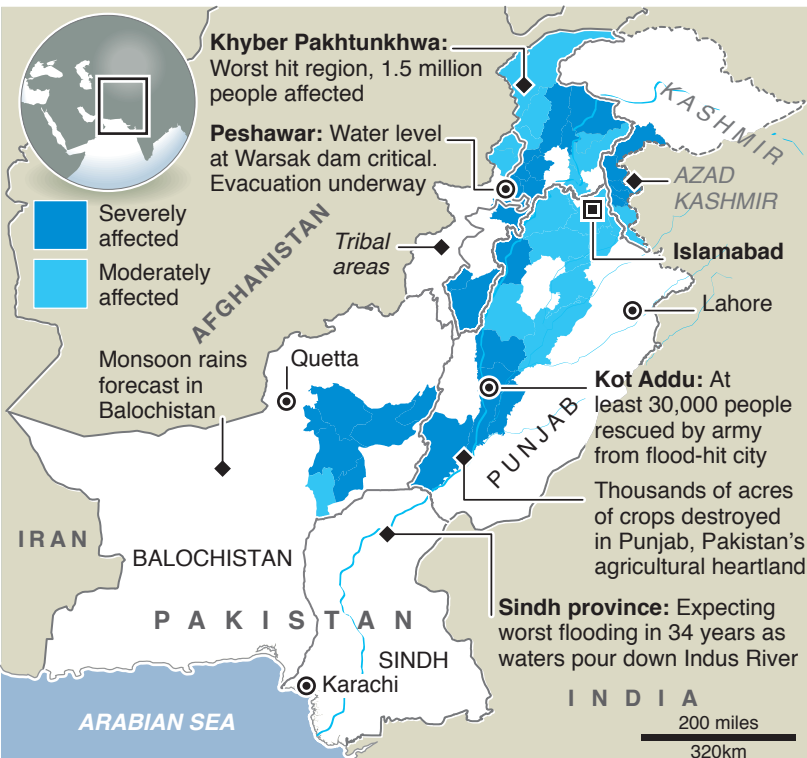 Khyber Pakhtunkhwa:
Worst hit region, 1.5 million
people affected
Peshawar: Water level
at Warsak dam critical.
Evacuation underway
Severely
affected
Moderately
affected
KASHMIR
AZAD
KASHMIR
AFGHANISTAN
Tribal
areas
Islamabad
Lahore
Monsoon rains
forecast in
Balochistan
Quetta
Kot Addu: At
least 30,000 people
rescued by army
from flood-hit city
PUNJAB
Thousands of acres
of crops destroyed
in Punjab, Pakistan's
agricultural heartland
IRAN
BALOCHISTAN
PAKISTAN
Sindh province: Expecting
worst flooding in 34 years as
waters pour down Indus River
SINDH
Karachi
ARABIAN SEA
INDIA
200 miles
320km